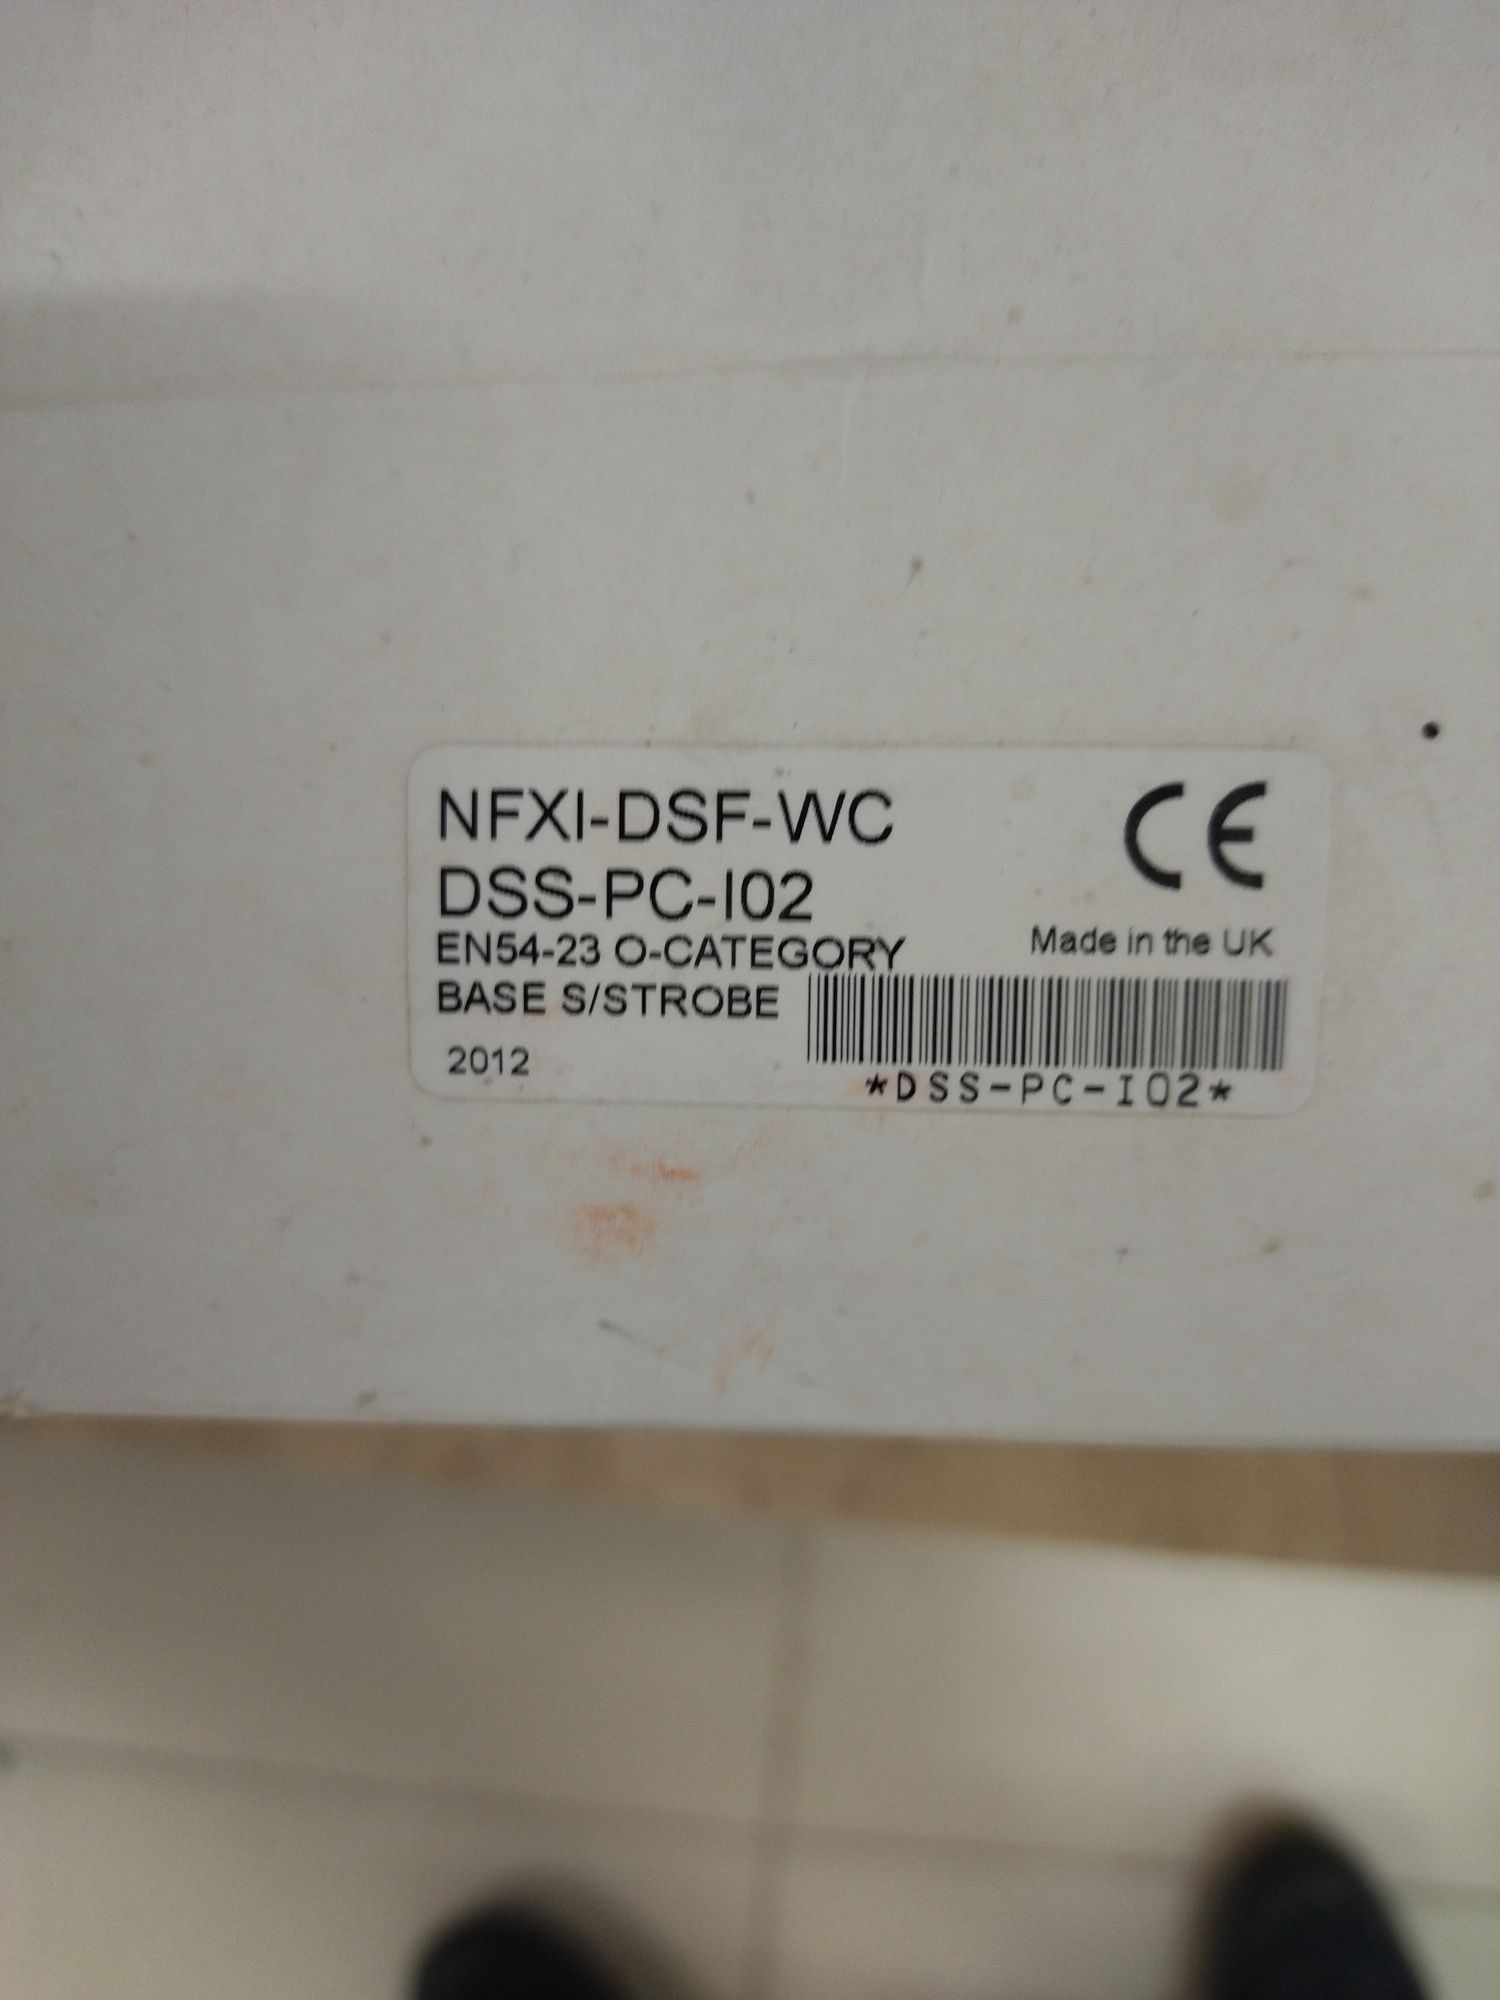 NFXI-DSF-WC
CE
DSS-PC-I02
EN54-23 O-CATEGORY
Made in the UK
BASE S/STROBE
2012
*DSS-PC-I02*